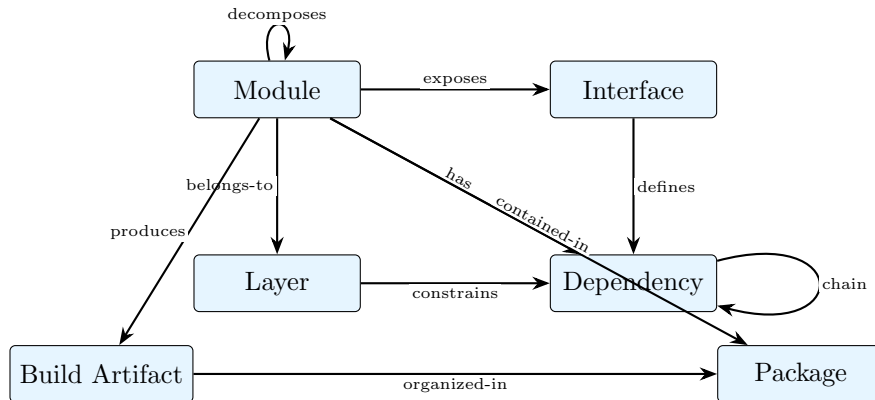 decomposes
Module
exposes
Interface
has
belongs-to
defines
produces
contained-in
Layer
constrains
Dependency
chain
Build Artifact
organized-in
Package